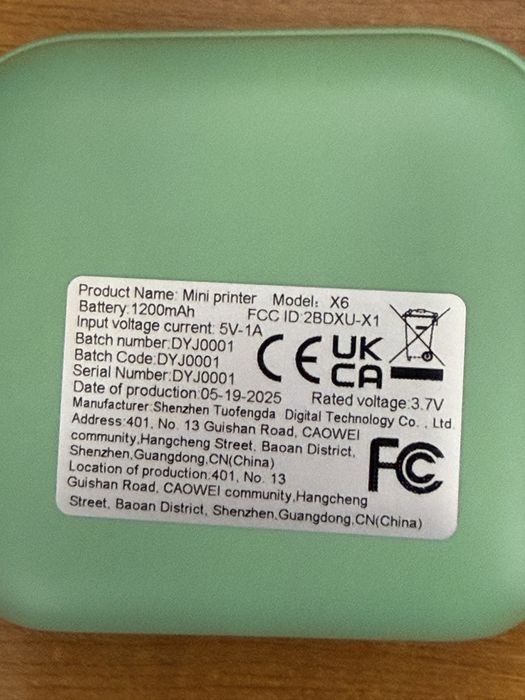 Product Name: Mini printer Model: X6
Battery:1200mAh FCC ID:2BDXU-X1
Input voltage current: 5V-1A
Batch number:DYJ0001
Batch Code:DYJ0001
Serial Number:DYJ0001
CE UK CA
Date of production:05-19-2025 Rated voltage:3.7V
Manufacturer:Shenzhen Tuofengda Digital Technology Co. , Ltd.
Address:401, No. 13 Guishan Road, CAOWEI
community,Hangcheng Street, Baoan District,
Shenzhen,Guangdong,CN(China)
FC
Location of production:401, No. 13
Guishan Road, CAOWEI community,Hangcheng
Street, Baoan District, Shenzhen,Guangdong,CN(China)